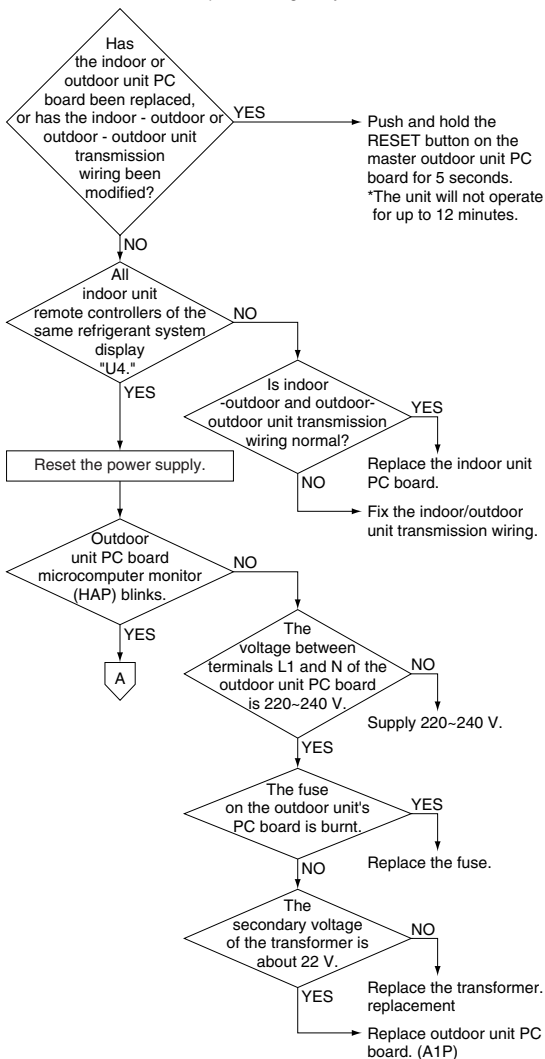 Has
the indoor or
outdoor unit PC
board been replaced,
or has the indoor - outdoor or
outdoor - outdoor unit
transmission
wiring been
modified?
YES
Push and hold the
RESET button on the
master outdoor unit PC
board for 5 seconds.
*The unit will not operate
for up to 12 minutes.
NO
All
indoor unit
remote controllers of the
same refrigerant system
display
"U4."
NO
YES
Is indoor
-outdoor and outdoor-
outdoor unit transmission
wiring normal?
YES
Replace the indoor unit
PC board.
NO
Fix the indoor/outdoor
unit transmission wiring.
Reset the power supply.
Outdoor
unit PC board
microcomputer monitor
(HAP) blinks.
NO
YES
A
The
voltage between
terminals L1 and N of the
outdoor unit PC board
is 220~240 V.
NO
Supply 220~240 V.
YES
The fuse
on the outdoor unit's
PC board is burnt.
YES
Replace the fuse.
NO
The
secondary voltage
of the transformer is
about 22 V.
NO
Replace the transformer.
replacement
YES
Replace outdoor unit PC
board. (A1P)